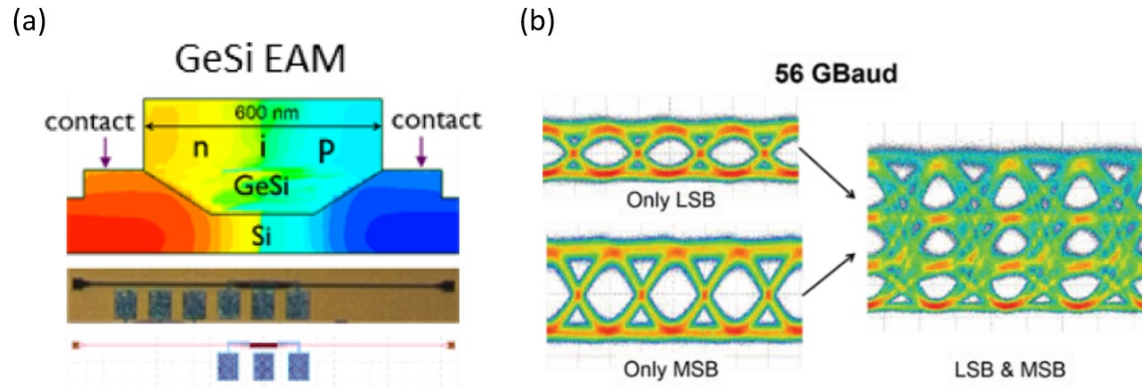 (a)
GeSi EAM
contact
600 nm
contact
n i p
GeSi
Si
(b)
56 GBaud
Only LSB
Only MSB
LSB & MSB